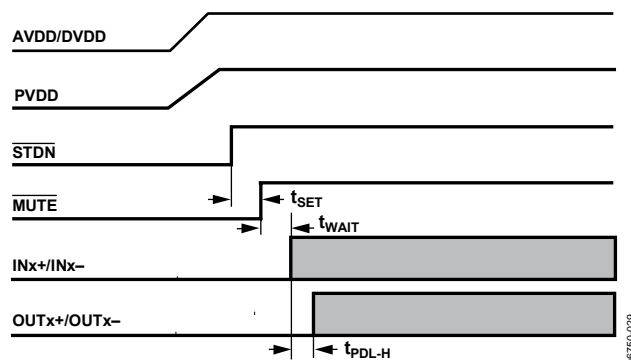 AVDD/DVDD
PVDD
STDN
MUTE
tSET
tWAIT
INx+/INx–
OUTx+/OUTx–
tPDL-H